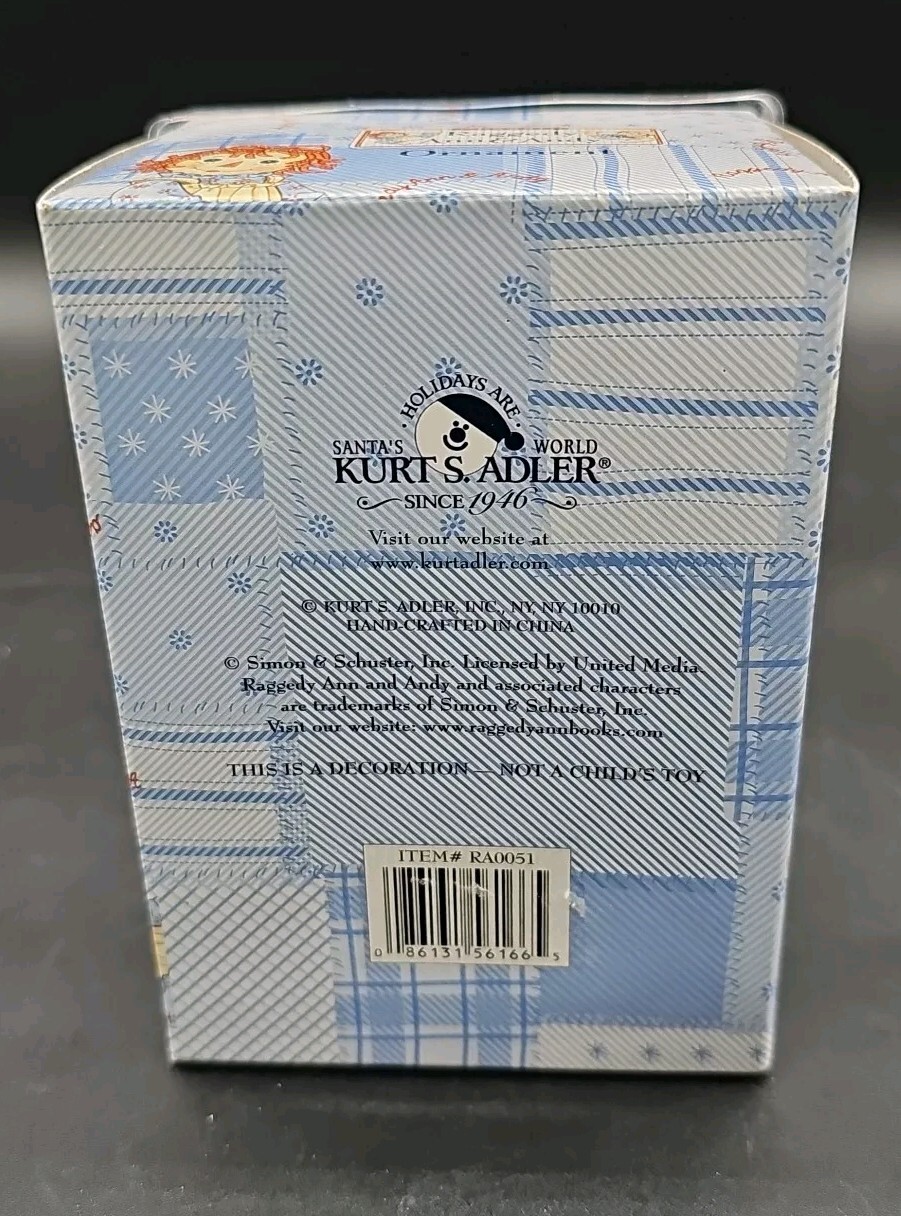 Ornament
HOLIDAYS ARE
SANTA'S WORLD
KURT S. ADLER®
SINCE 1946
Visit our website at
www.kurtadler.com
© KURT S. ADLER, INC., NY, NY 10010
HAND-CRAFTED IN CHINA
© Simon & Schuster, Inc. Licensed by United Media
Raggedy Ann and Andy and associated characters
are trademarks of Simon & Schuster, Inc.
Visit our website: www.raggedyannbooks.com
THIS IS A DECORATION — NOT A CHILD'S TOY
ITEM# RA0051
0 86131 56166 5